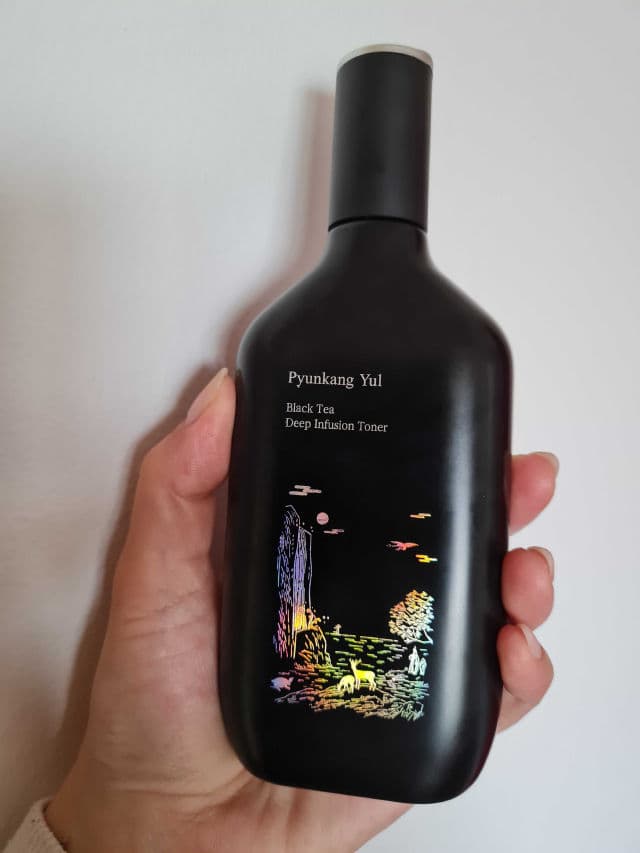 Pyunkang Yul
Black Tea
Deep Infusion Toner